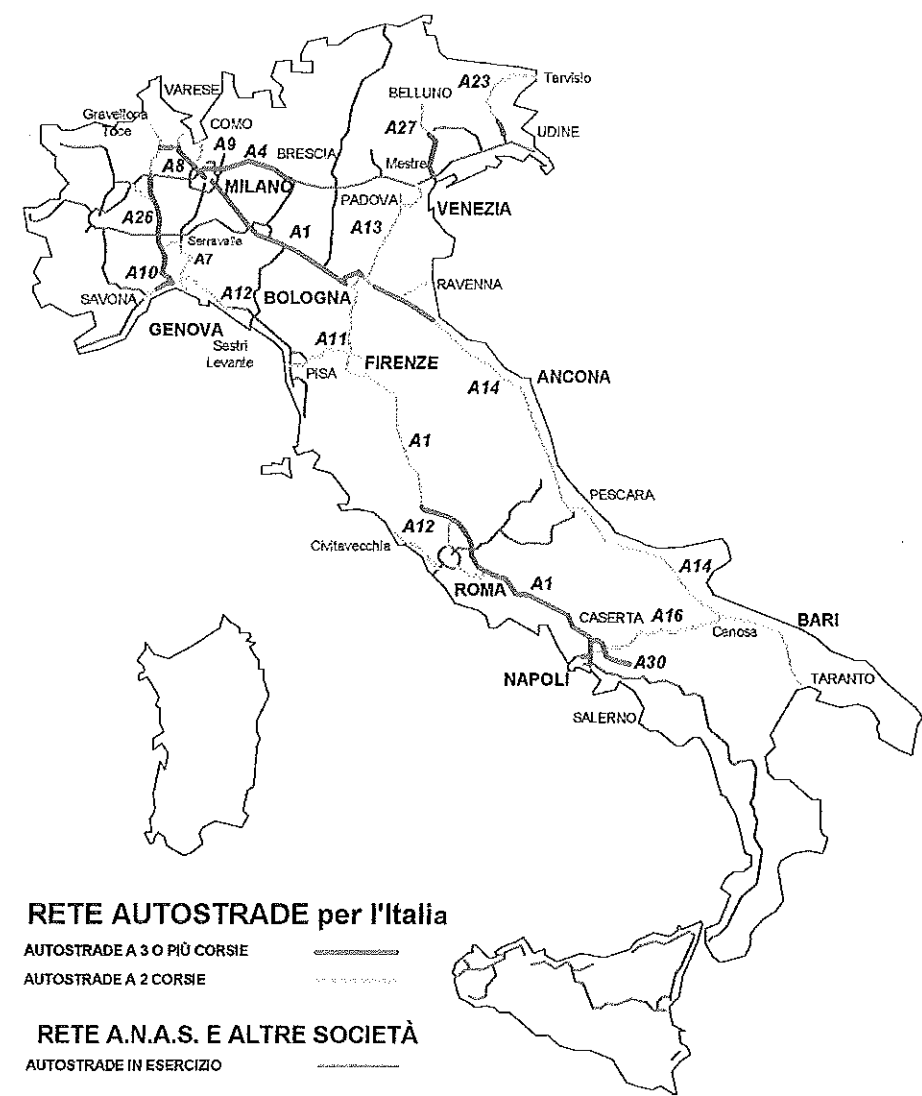 A23
Tarvisio
VARESE
BELLUNO
Gravellona
Toce
COMO
A27
UDINE
A9
A4
BRESCIA
Mestre
A8
MILANO
PADOVA
VENEZIA
A26
A1
A13
Serravalle
A7
A10
A12
RAVENNA
SAVONA
BOLOGNA
GENOVA
Sestri
Levante
A11
FIRENZE
PISA
A14
ANCONA
A1
PESCARA
A12
Civitavecchia
ROMA
A1
A14
CASERTA
A16
BARI
Canosa
A30
NAPOLI
TARANTO
SALERNO
RETE AUTOSTRADE per l'Italia
AUTOSTRADE A 3 O PIÙ CORSIE
AUTOSTRADE A 2 CORSIE
RETE A.N.A.S. E ALTRE SOCIETÀ
AUTOSTRADE IN ESERCIZIO